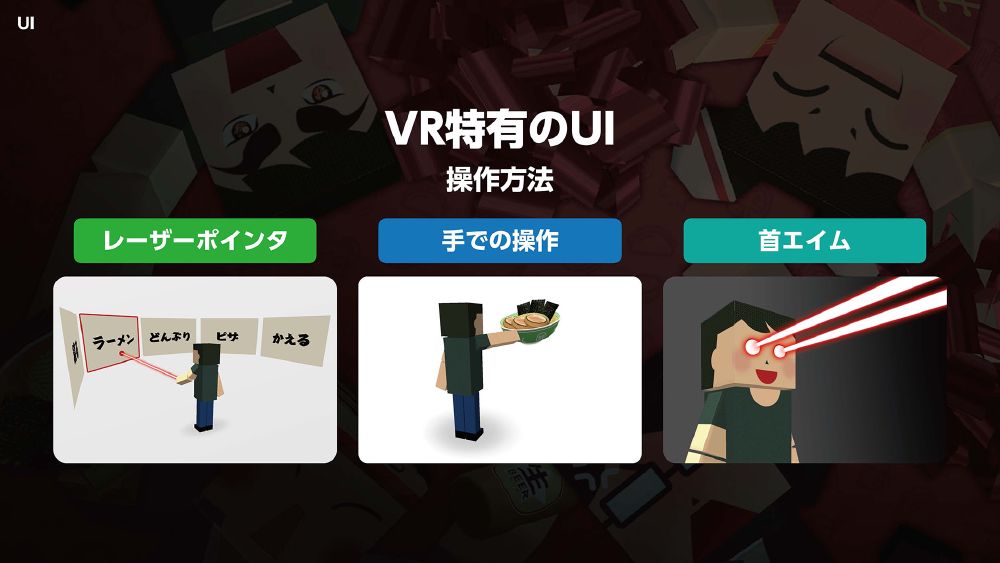 UI
VR特有のUI
操作方法
レーザーポインタ
手での操作
首エイム
ラーメン
どんぶり
ピザ
かえる
生
BEER